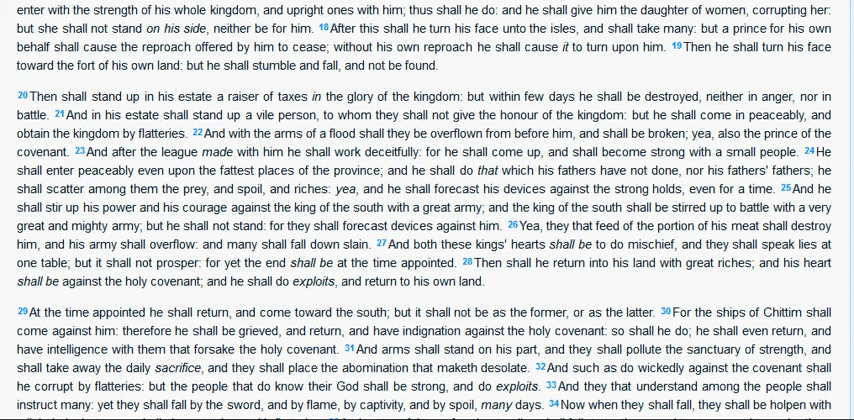 enter with the strength of his whole kingdom, and upright ones with him; thus shall he do: and he shall give him the daughter of women, corrupting her:
but she shall not stand on his side, neither be for him. 18 After this shall he turn his face unto the isles, and shall take many: but a prince for his own
behalf shall cause the reproach offered by him to cease; without his own reproach he shall cause it to turn upon him. 19 Then he shall turn his face
toward the fort of his own land: but he shall stumble and fall, and not be found.
20 Then shall stand up in his estate a raiser of taxes in the glory of the kingdom: but within few days he shall be destroyed, neither in anger, nor in
battle. 21 And in his estate shall stand up a vile person, to whom they shall not give the honour of the kingdom: but he shall come in peaceably, and
obtain the kingdom by flatteries. 22 And with the arms of a flood shall they be overflown from before him, and shall be broken; yea, also the prince of the
covenant. 23 And after the league made with him he shall work deceitfully: for he shall come up, and shall become strong with a small people. 24 He
shall enter peaceably even upon the fattest places of the province; and he shall do that which his fathers have not done, nor his fathers' fathers; he
shall scatter among them the prey, and spoil, and riches: yea, and he shall forecast his devices against the strong holds, even for a time. 25 And he
shall stir up his power and his courage against the king of the south with a great army; and the king of the south shall be stirred up to battle with a very
great and mighty army; but he shall not stand: for they shall forecast devices against him. 26 Yea, they that feed of the portion of his meat shall destroy
him, and his army shall overflow: and many shall fall down slain. 27 And both these kings' hearts shall be to do mischief, and they shall speak lies at
one table; but it shall not prosper: for yet the end shall be at the time appointed. 28 Then shall he return into his land with great riches; and his heart
shall be against the holy covenant; and he shall do exploits, and return to his own land.
29 At the time appointed he shall return, and come toward the south; but it shall not be as the former, or as the latter. 30 For the ships of Chittim shall
come against him: therefore he shall be grieved, and return, and have indignation against the holy covenant: so shall he do; he shall even return, and
have intelligence with them that forsake the holy covenant. 31 And arms shall stand on his part, and they shall pollute the sanctuary of strength, and
shall take away the daily sacrifice, and they shall place the abomination that maketh desolate. 32 And such as do wickedly against the covenant shall
he corrupt by flatteries: but the people that do know their God shall be strong, and do exploits. 33 And they that understand among the people shall
instruct many: yet they shall fall by the sword, and by flame, by captivity, and by spoil, many days. 34 Now when they shall fall, they shall be holpen with